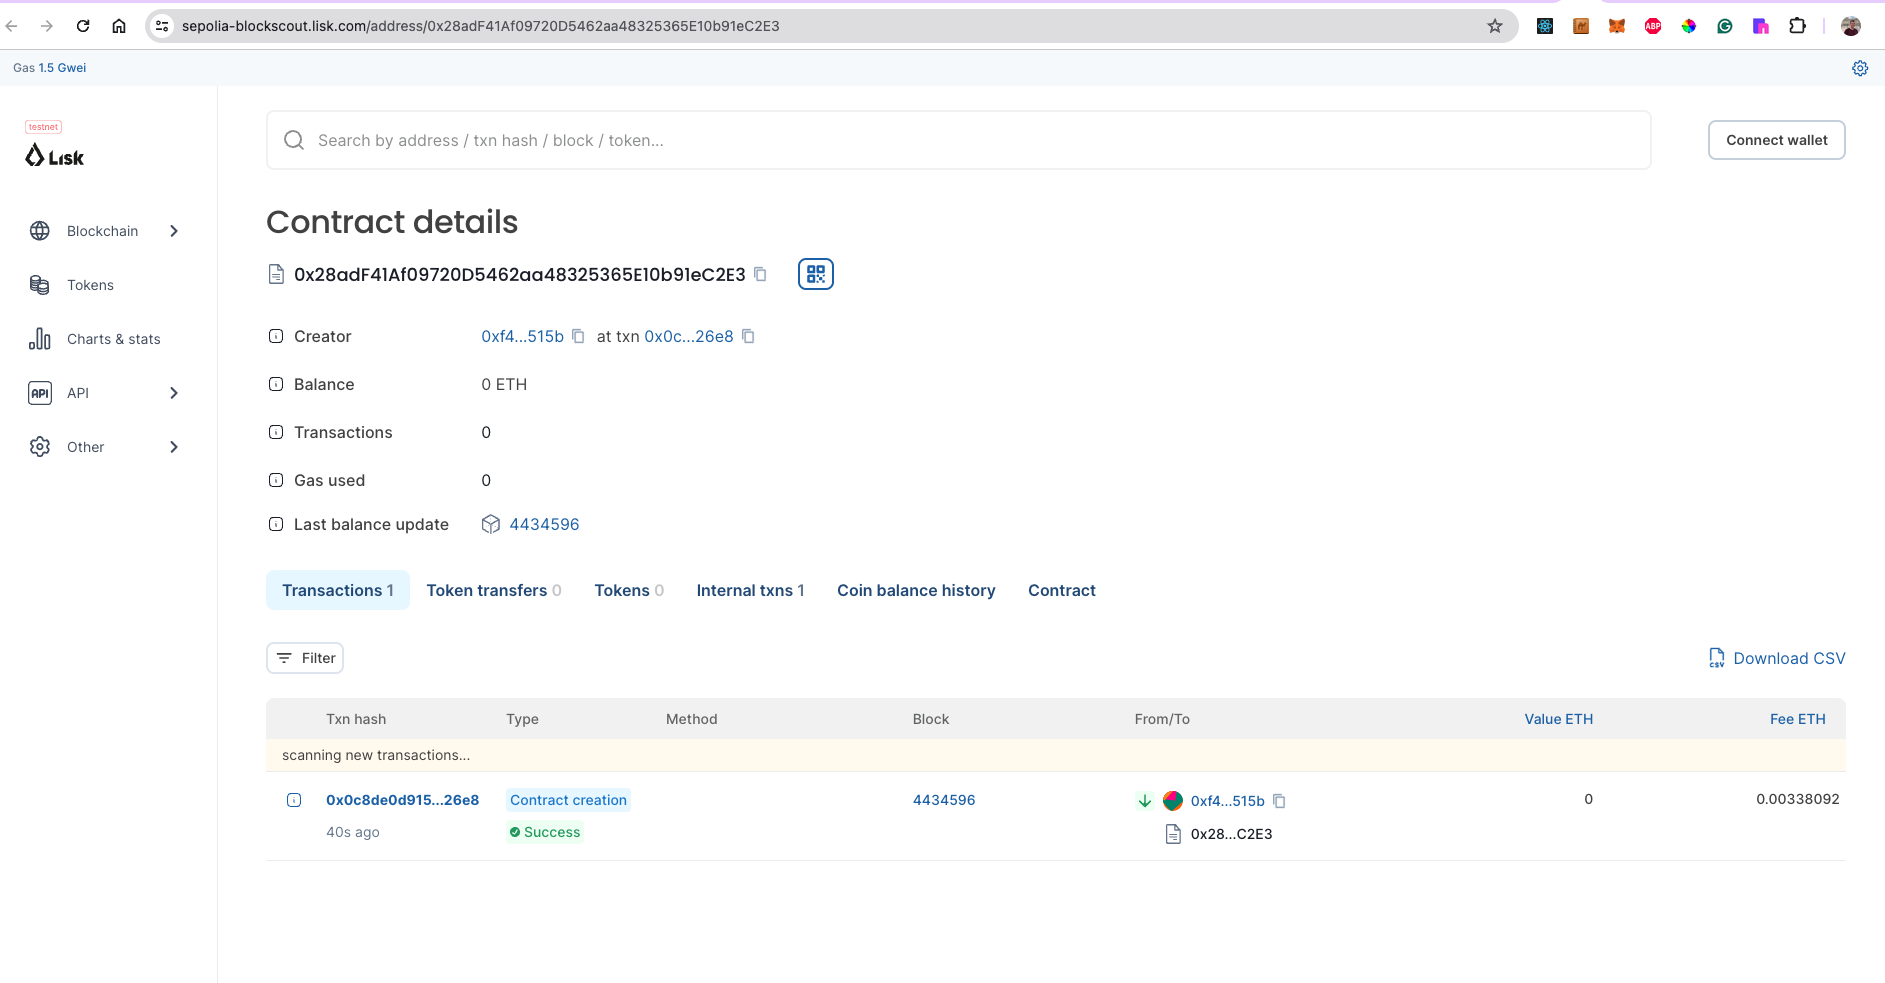 sepolia-blockscout.lisk.com/address/0x28adF41Af09720D5462aa48325365E10b91eC2E3
ABP
Gas 1.5 Gwei
testnet
Lisk
Search by address / txn hash / block / token...
Connect wallet
Blockchain
Tokens
Charts & stats
API API
Other
Contract details
0x28adF41Af09720D5462aa48325365E10b91eC2E3
Creator 0xf4...515b at txn 0x0c...26e8
Balance 0 ETH
Transactions 0
Gas used 0
Last balance update 4434596
Transactions 1 Token transfers 0 Tokens 0 Internal txns 1 Coin balance history Contract
Filter
CSV Download CSV
Txn hash Type Method Block From/To Value ETH Fee ETH
scanning new transactions...
0x0c8de0d915...26e8 Contract creation 4434596 0xf4...515b 0 0.00338092
40s ago Success 0x28...C2E3